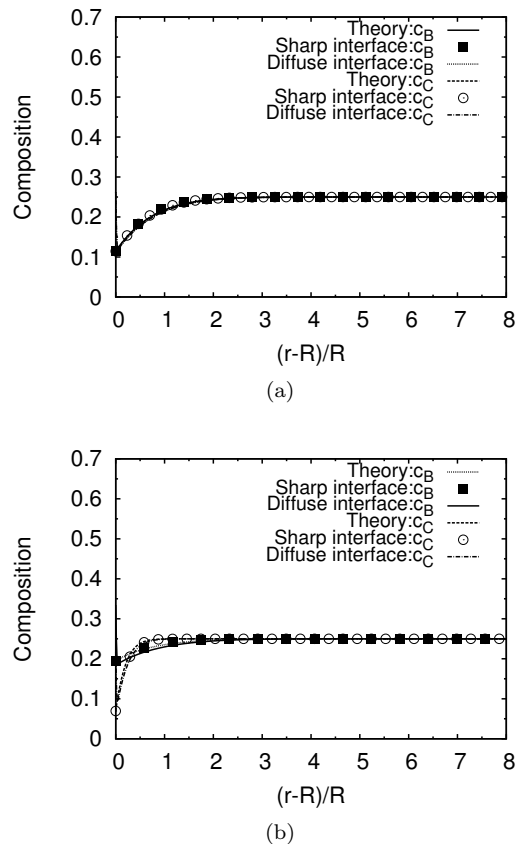 0.7
0.6
0.5
0.4
0.3
0.2
0.1
0
Composition
Theory:c_B
Sharp interface:c_B
Diffuse interface:c_B
Theory:c_C
Sharp interface:c_C
Diffuse interface:c_C
0 1 2 3 4 5 6 7 8
(r-R)/R
(a)
0.7
0.6
0.5
0.4
0.3
0.2
0.1
0
Composition
Theory:c_B
Sharp interface:c_B
Diffuse interface:c_B
Theory:c_C
Sharp interface:c_C
Diffuse interface:c_C
0 1 2 3 4 5 6 7 8
(r-R)/R
(b)